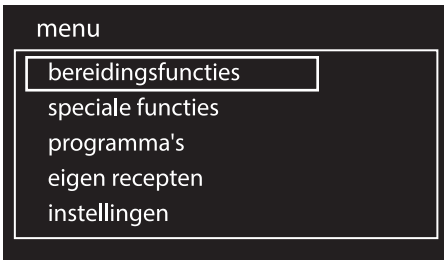 menu
bereidingsfuncties
speciale functies
programma's
eigen recepten
instellingen